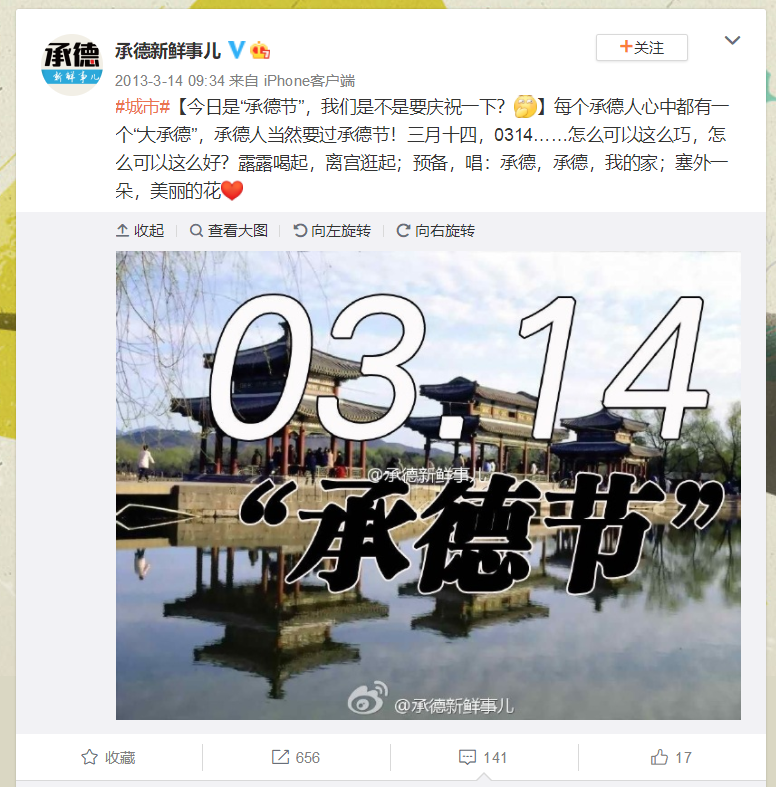 承德
新鲜事儿
承德新鲜事儿
+关注
2013-3-14 09:34 来自 iPhone客户端
#城市#【今日是“承德节”，我们是不是要庆祝一下？】每个承德人心中都有一
个“大承德”，承德人当然要过承德节！三月十四，0314……怎么可以这么巧，怎
么可以这么好？露露喝起，离宫逛起；预备，唱：承德，承德，我的家；塞外一
朵，美丽的花
收起
查看大图
向左旋转
向右旋转
03.14
@承德新鲜事儿
“承德节”
@承德新鲜事儿
收藏
656
141
17